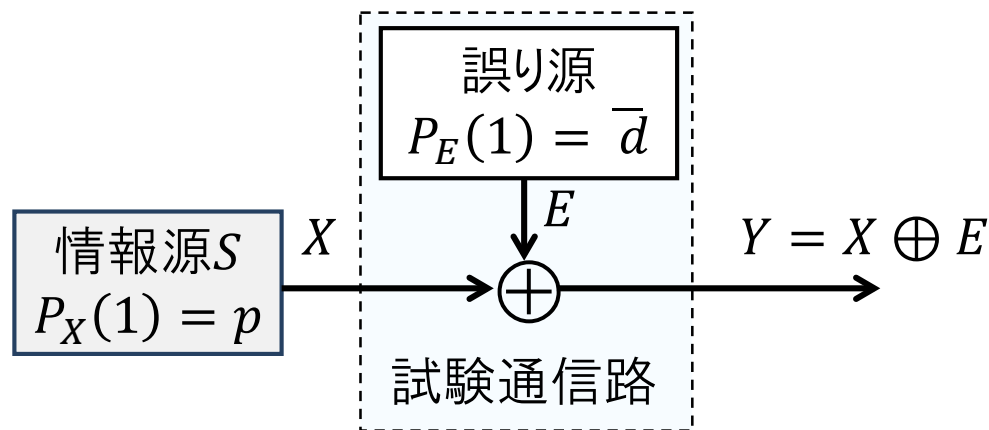 誤り源
P_E(1) = d̅
E
情報源S
P_X(1) = p
X
Y = X ⊕ E
試験通信路